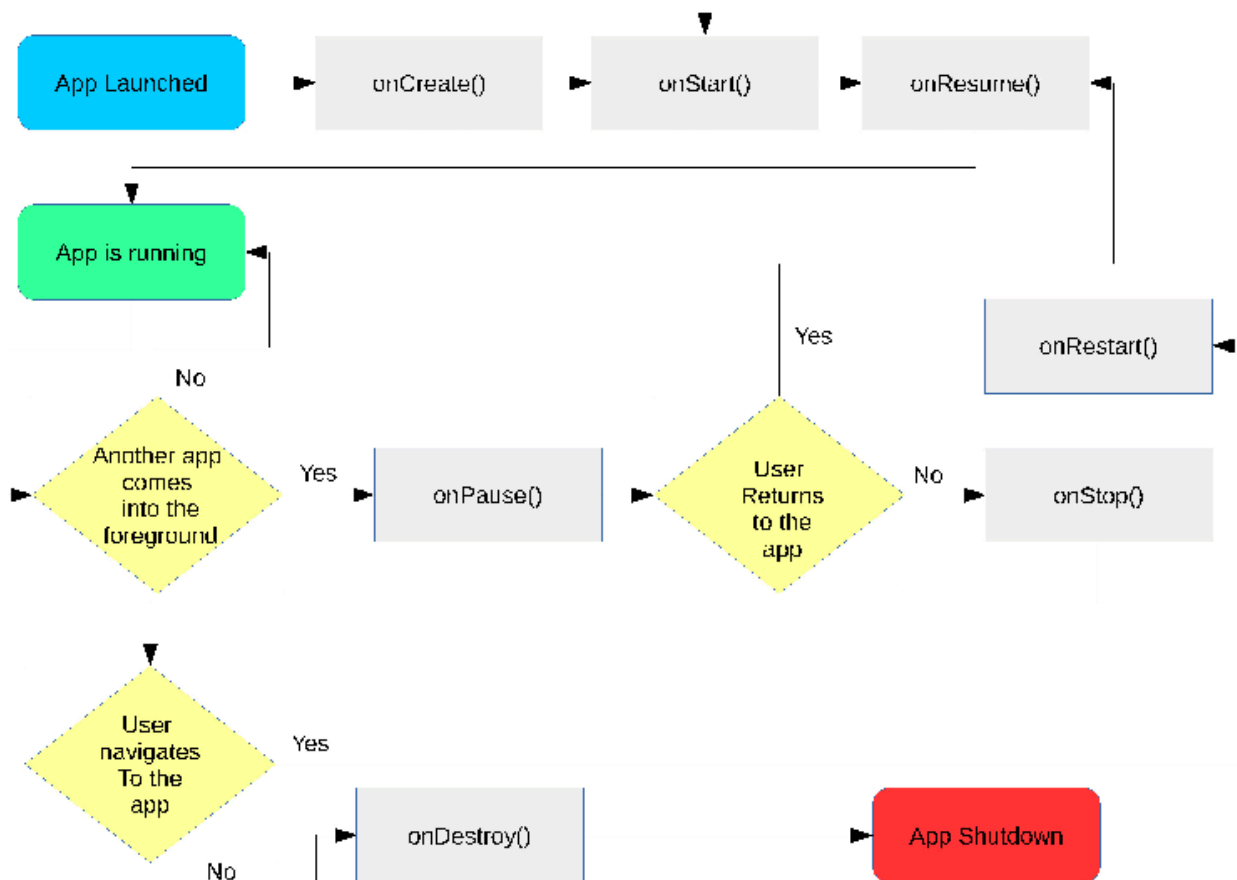 App Launched
onCreate()
onStart()
onResume()
App is running
Yes
onRestart()
No
Another app
comes
into the
foreground
Yes
onPause()
User
Returns
to the
app
No
onStop()
User
navigates
To the
app
Yes
No
onDestroy()
App Shutdown